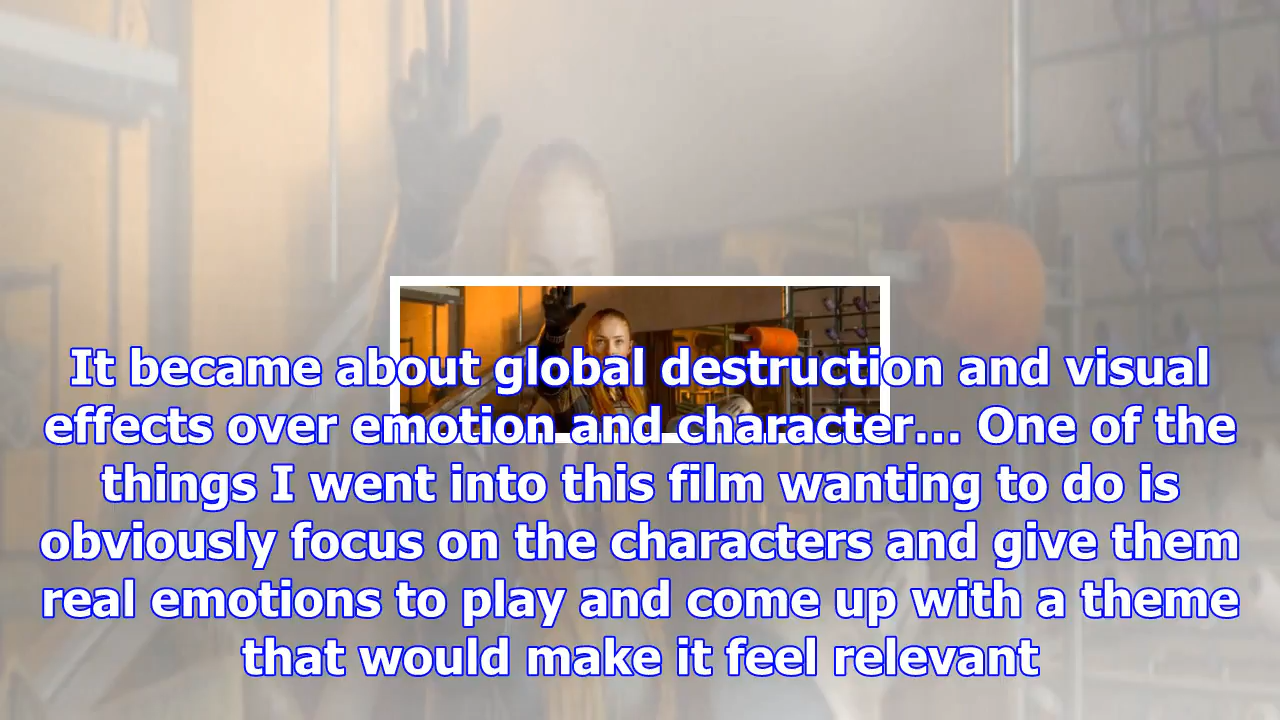 It became about global destruction and visual
effects over emotion and character... One of the
things I went into this film wanting to do is
obviously focus on the characters and give them
real emotions to play and come up with a theme
that would make it feel relevant